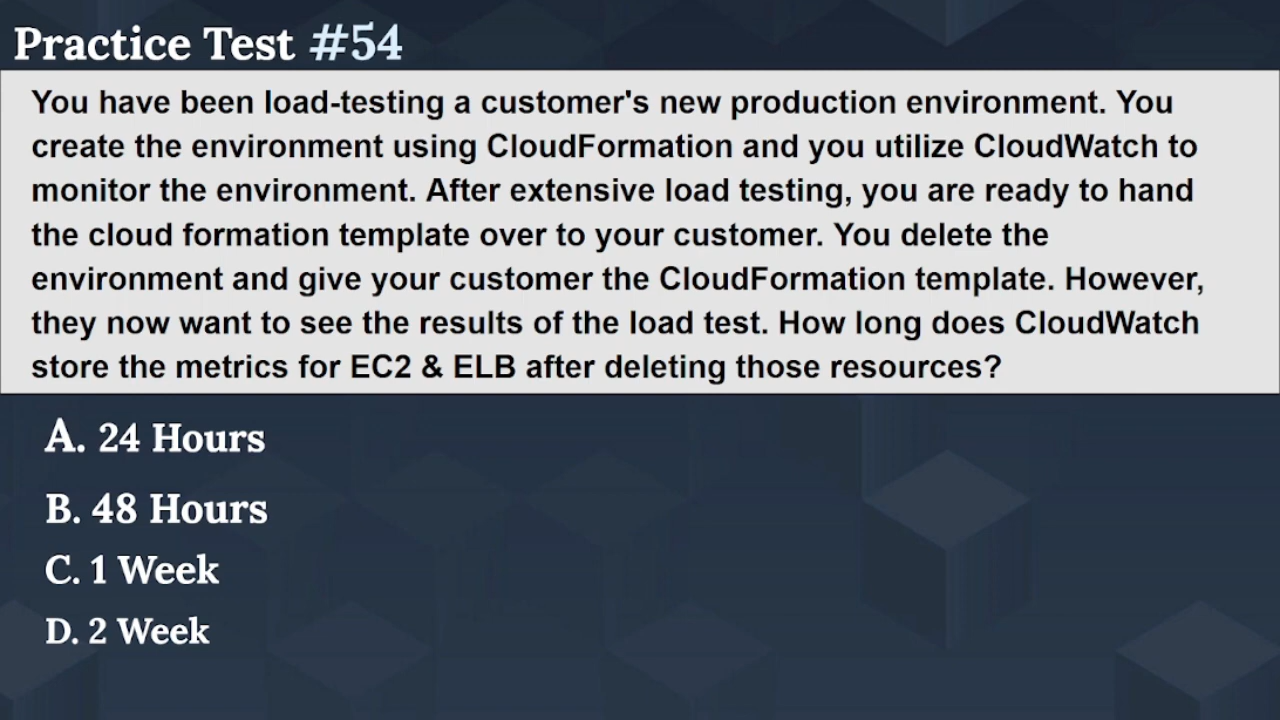 Practice Test #54
You have been load-testing a customer's new production environment. You
create the environment using CloudFormation and you utilize CloudWatch to
monitor the environment. After extensive load testing, you are ready to hand
the cloud formation template over to your customer. You delete the
environment and give your customer the CloudFormation template. However,
they now want to see the results of the load test. How long does CloudWatch
store the metrics for EC2 & ELB after deleting those resources?
A. 24 Hours
B. 48 Hours
C. 1 Week
D. 2 Week